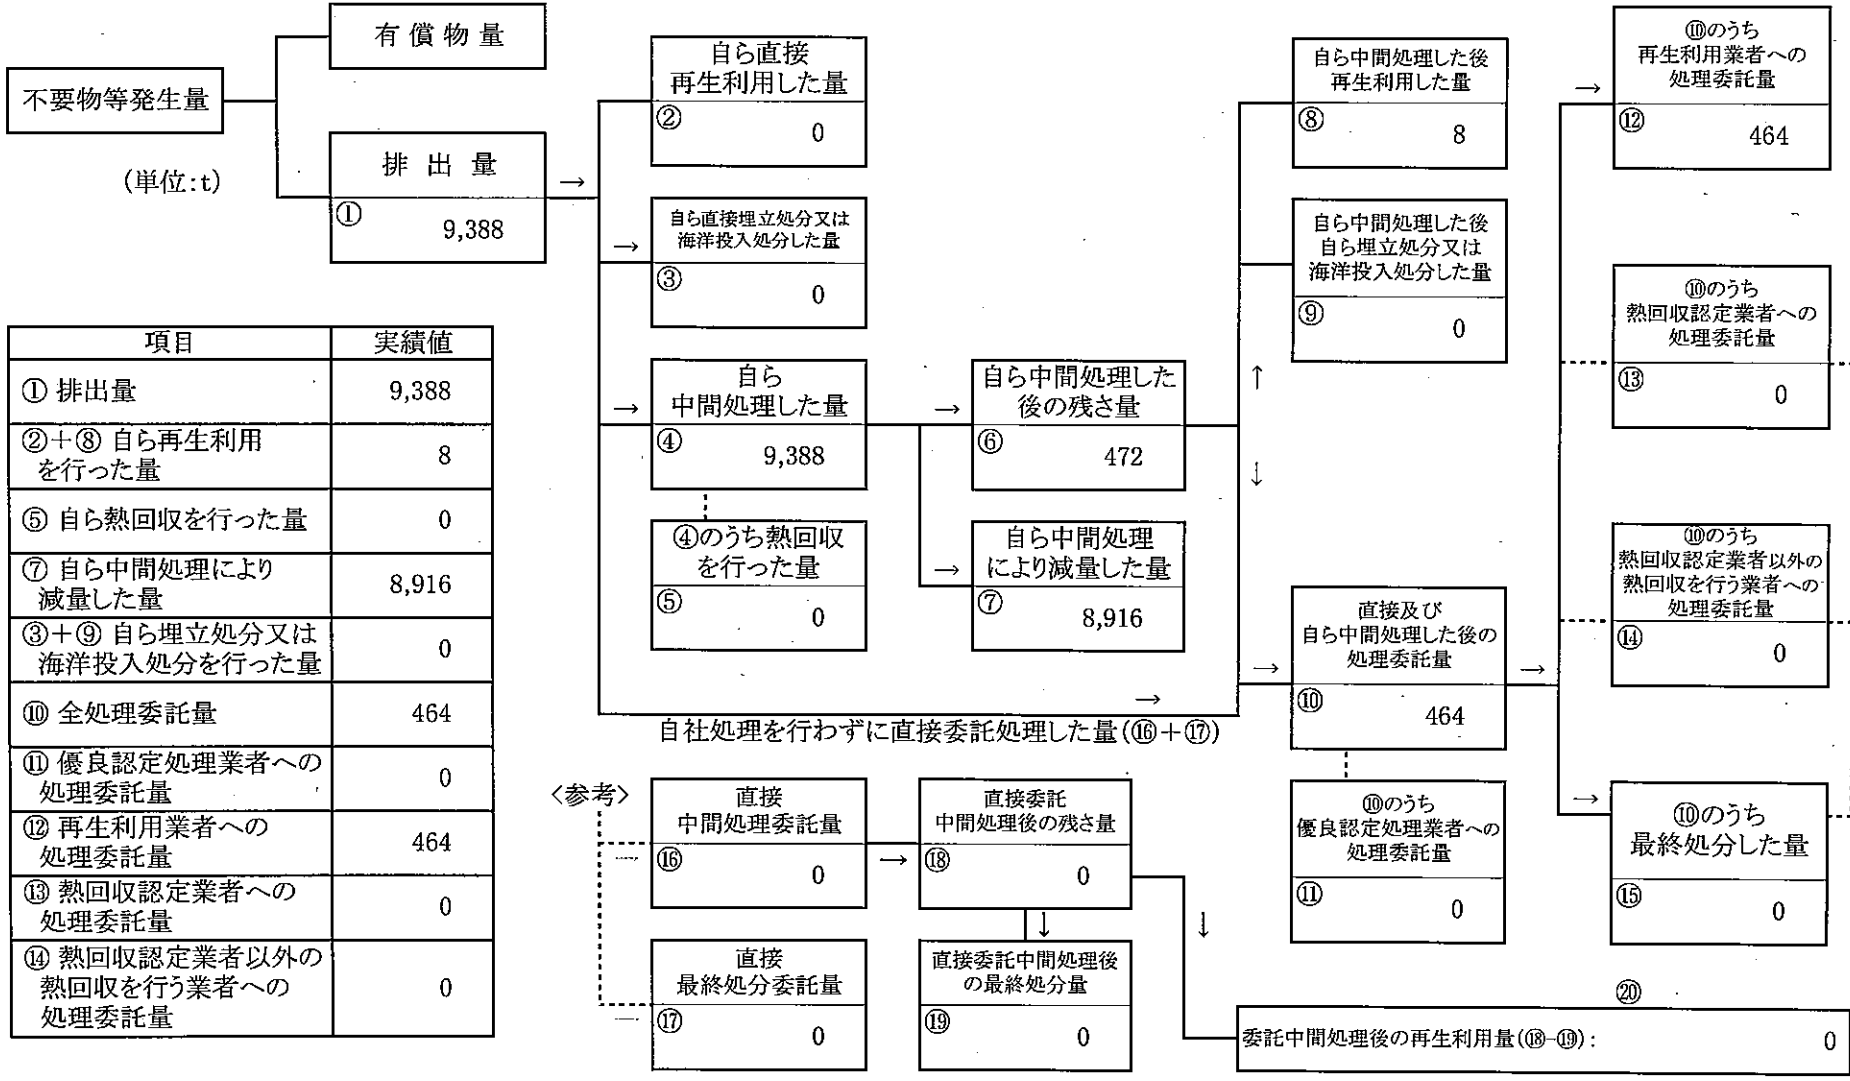 有償物量
不要物等発生量
(単位:t)
排出量
①
9,388
→
自ら直接
再生利用した量
②
0
→
自ら直接埋立処分又は
海洋投入処分した量
③
0
→
自ら
中間処理した量
④
9,388
④のうち熱回収
を行った量
⑤
0
→
自ら中間処理した
後の残さ量
⑥
472
→
自ら中間処理
により減量した量
⑦
8,916
↑
↓
自ら中間処理した後
再生利用した量
⑧
8
自ら中間処理した後
自ら埋立処分又は
海洋投入処分した量
⑨
0
→
自社処理を行わずに直接委託処理した量(⑯+⑰)
→
直接及び
自ら中間処理した後の
処理委託量
⑩
464
→
⑩のうち
優良認定処理業者への
処理委託量
⑪
0
→
⑩のうち
再生利用業者への
処理委託量
⑫
464
⑩のうち
熱回収認定業者への
処理委託量
⑬
0
⑩のうち
熱回収認定業者以外の
熱回収を行う業者への
処理委託量
⑭
0
→
⑩のうち
最終処分した量
⑮
0
項目 実績値
① 排出量 9,388
②+⑧ 自ら再生利用
を行った量 8
⑤ 自ら熱回収を行った量 0
⑦ 自ら中間処理により
減量した量 8,916
③+⑨ 自ら埋立処分又は
海洋投入処分を行った量 0
⑩ 全処理委託量 464
⑪ 優良認定処理業者への
処理委託量 0
⑫ 再生利用業者への
処理委託量 464
⑬ 熱回収認定業者への
処理委託量 0
⑭ 熱回収認定業者以外の
熱回収を行う業者への
処理委託量 0
〈参考〉
直接
中間処理委託量
⑯
0
→
直接委託
中間処理後の残さ量
⑱
0
↓
↓
直接
最終処分委託量
⑰
0
直接委託中間処理後
の最終処分量
⑲
0
⑳
委託中間処理後の再生利用量(⑱-⑲): 0